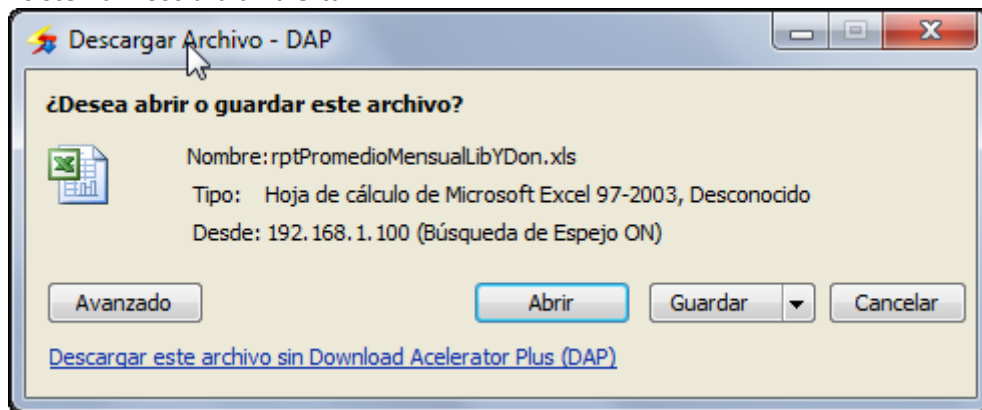 Descargar Archivo - DAP
¿Desea abrir o guardar este archivo?
Nombre: rptPromedioMensualLibYDon.xls
Tipo: Hoja de cálculo de Microsoft Excel 97-2003, Desconocido
Desde: 192.168.1.100 (Búsqueda de Espejo ON)
Avanzado Abrir Guardar Cancelar
Descargar este archivo sin Download Acelerator Plus (DAP)